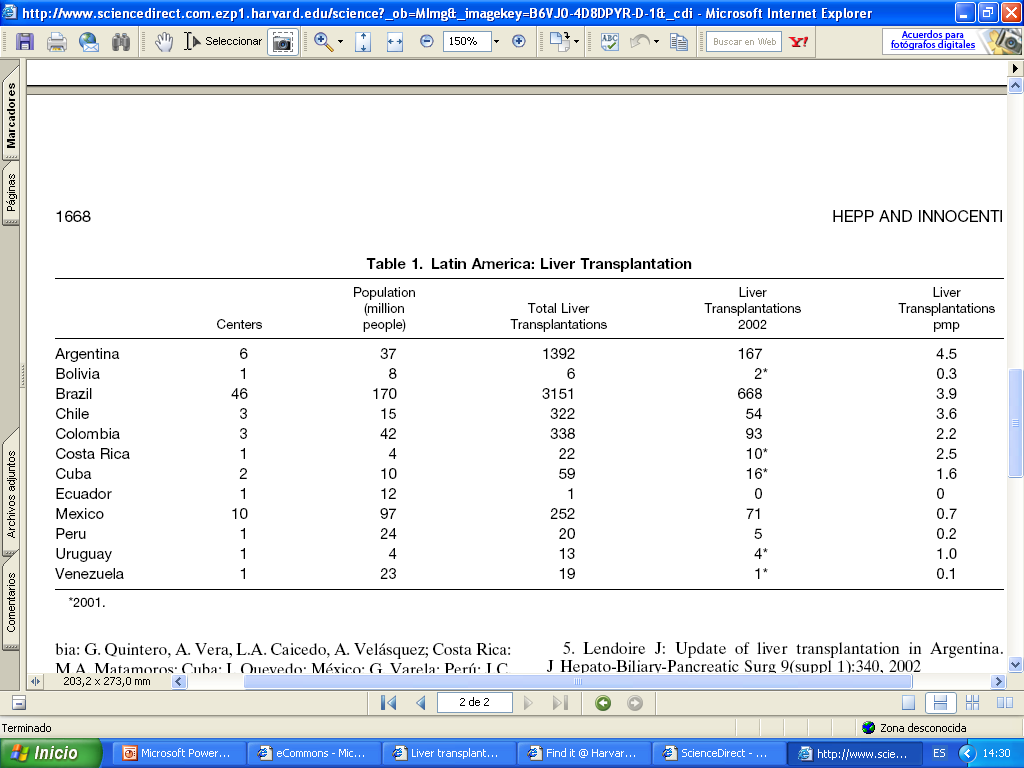 http://www.sciencedirect.com.ezp1.harvard.edu/science?_ob=MImg&_imagekey=B6VJ0-4D8DPYR-D-1&_cdi - Microsoft Internet Explorer
Seleccionar 150% Buscar en Web Y! Acuerdos para
fotógrafos digitales
Marcadores
Páginas
Archivos adjuntos
Comentarios
1668 HEPP AND INNOCENTI
Table 1. Latin America: Liver Transplantation
Population Liver Liver
(million Total Liver Transplantations Transplantations
Centers people) Transplantations 2002 pmp
Argentina 6 37 1392 167 4.5
Bolivia 1 8 6 2* 0.3
Brazil 46 170 3151 668 3.9
Chile 3 15 322 54 3.6
Colombia 3 42 338 93 2.2
Costa Rica 1 4 22 10* 2.5
Cuba 2 10 59 16* 1.6
Ecuador 1 12 1 0 0
Mexico 10 97 252 71 0.7
Peru 1 24 20 5 0.2
Uruguay 1 4 13 4* 1.0
Venezuela 1 23 19 1* 0.1
*2001.
bia: G. Quintero, A. Vera, L.A. Caicedo, A. Velásquez; Costa Rica:
M.A. Matamoros; Cuba: J. Quevedo; México: G. Varela; Perú: J.C.
5. Lendoire J: Update of liver transplantation in Argentina.
J Hepato-Biliary-Pancreatic Surg 9(suppl 1):340, 2002
203,2 x 273,0 mm
2 de 2
Terminado Zona desconocida
Inicio Microsoft Power... eCommons - Mic... Liver transplant... Find it @ Harvar... ScienceDirect - ... http://www.scie... ES 14:30